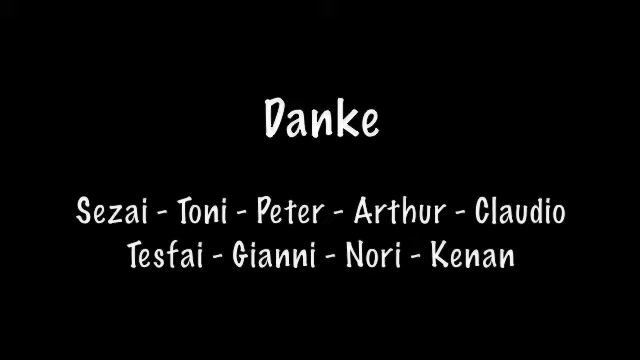 Danke
Sezai - Toni - Peter - Arthur - Claudio
Tesfai - Gianni - Nori - Kenan